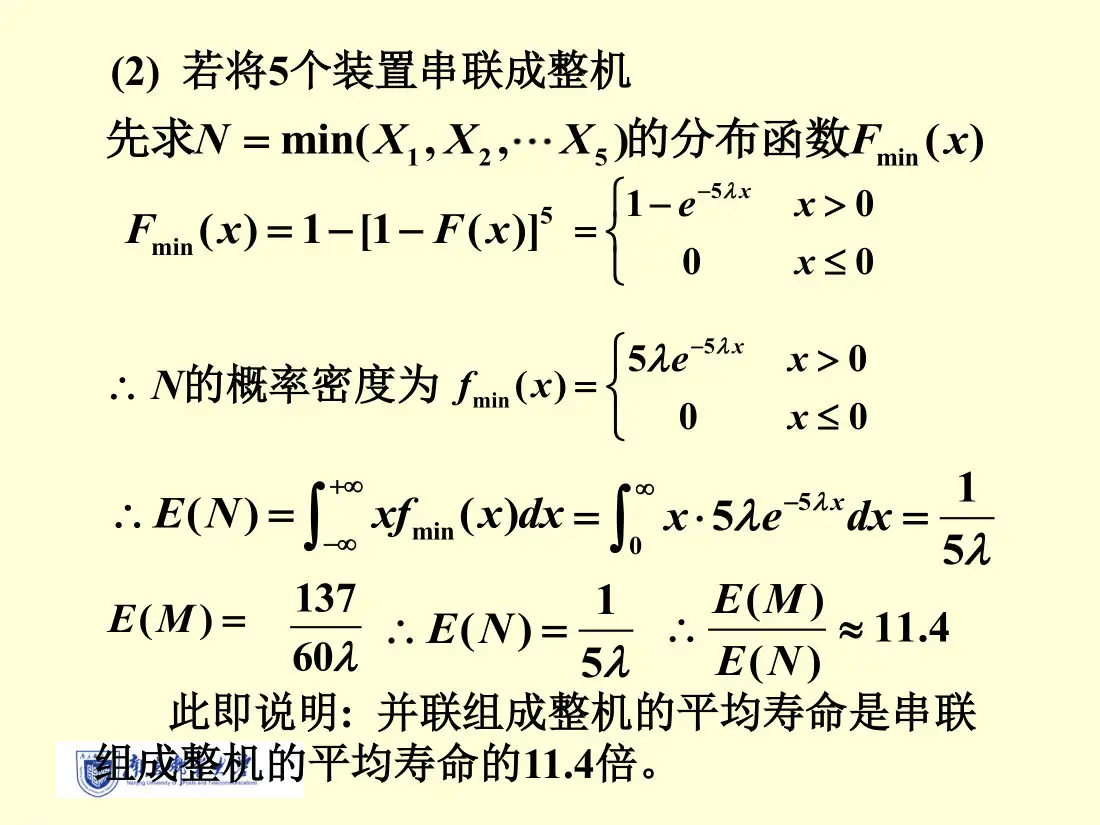 (2) 若将5个装置串联成整机
先求N = min(X₁, X₂, ⋯ X₅)的分布函数F_min(x)
F_min(x) = 1 − [1 − F(x)]⁵ = { 1 − e^(−5λx) x > 0
0 x ≤ 0
∴ N的概率密度为 f_min(x) = { 5λe^(−5λx) x > 0
0 x ≤ 0
∴ E(N) = ∫_(−∞)^(+∞) xf_min(x)dx = ∫_0^∞ x · 5λe^(−5λx) dx = 1/(5λ)
E(M) = 137/(60λ) ∴ E(N) = 1/(5λ) ∴ E(M)/E(N) ≈ 11.4
此即说明: 并联组成整机的平均寿命是串联
组成整机的平均寿命的11.4倍。